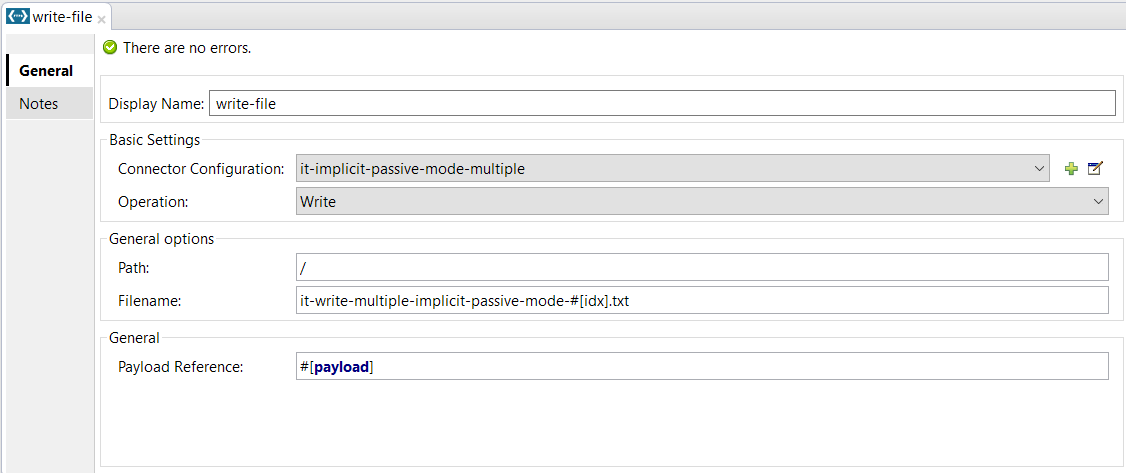 write-file
There are no errors.
General
Notes
Display Name: write-file
Basic Settings
Connector Configuration: it-implicit-passive-mode-multiple
Operation: Write
General options
Path: /
Filename: it-write-multiple-implicit-passive-mode-#[idx].txt
General
Payload Reference: #[payload]